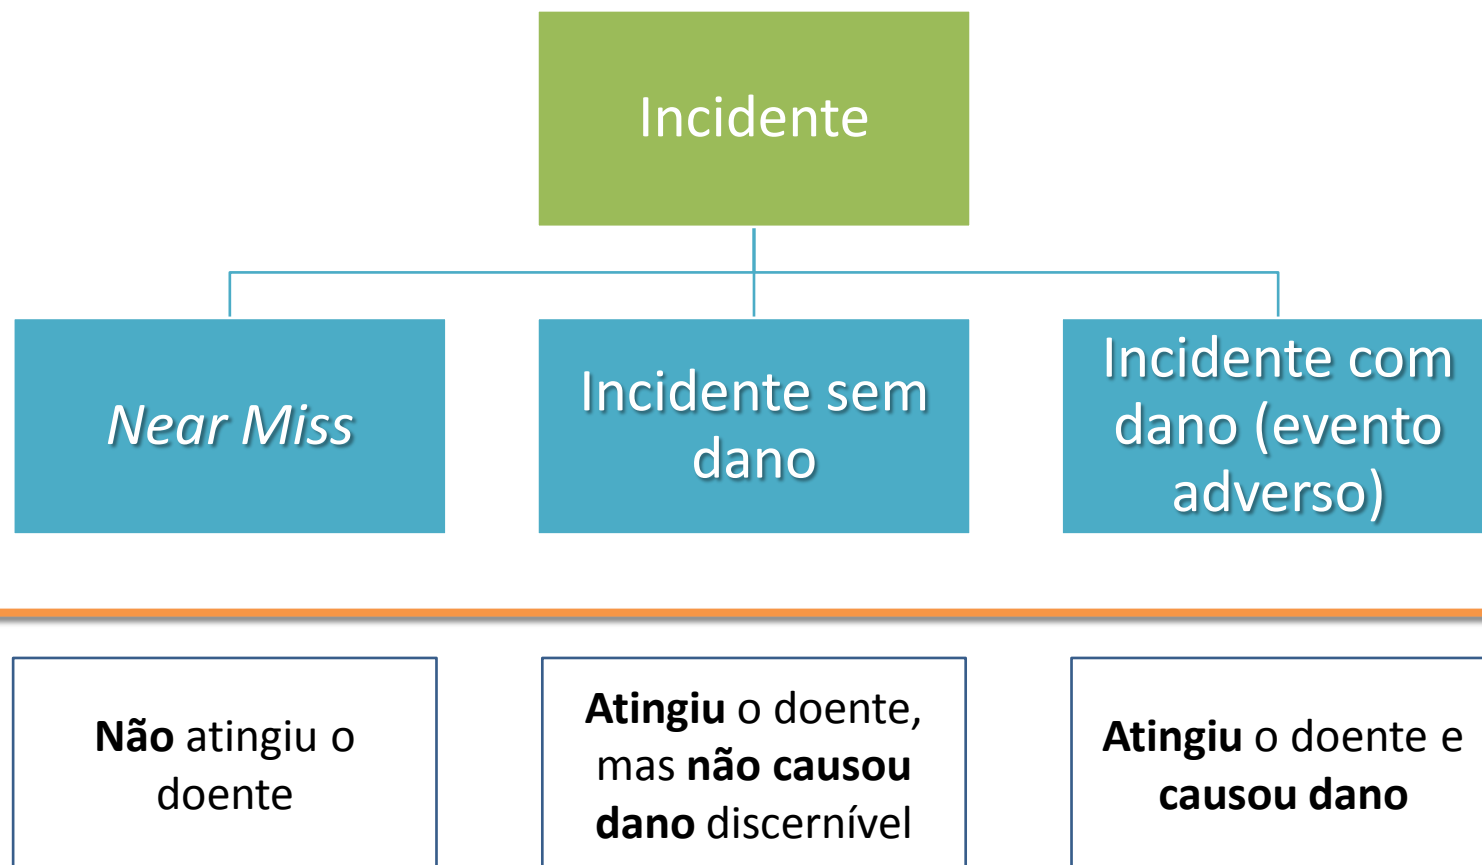 Incidente
Near Miss
Incidente sem
dano
Incidente com
dano (evento
adverso)
Não atingiu o
doente
Atingiu o doente,
mas não causou
dano discernível
Atingiu o doente e
causou dano